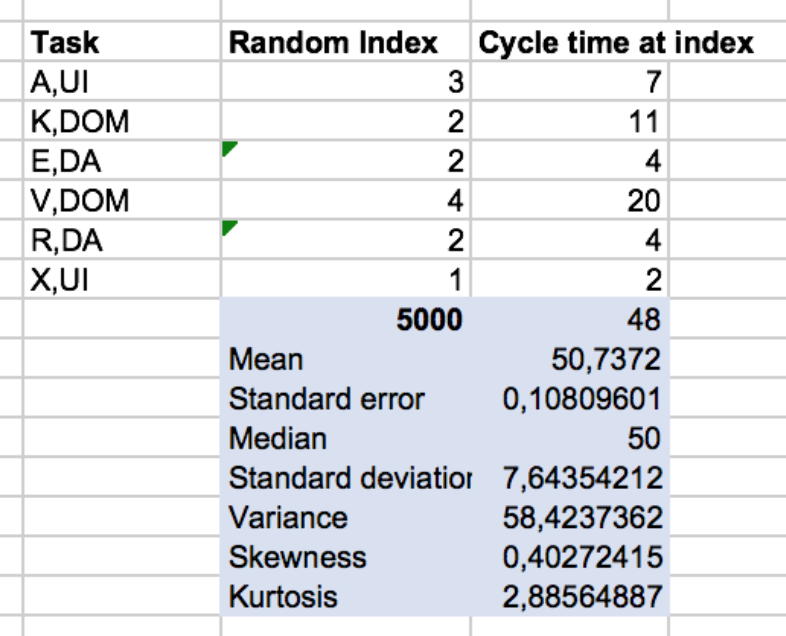 Task Random Index Cycle time at index
A,UI 3 7
K,DOM 2 11
E,DA 2 4
V,DOM 4 20
R,DA 2 4
X,UI 1 2
5000 48
Mean 50,7372
Standard error 0,10809601
Median 50
Standard deviation 7,64354212
Variance 58,4237362
Skewness 0,40272415
Kurtosis 2,88564887